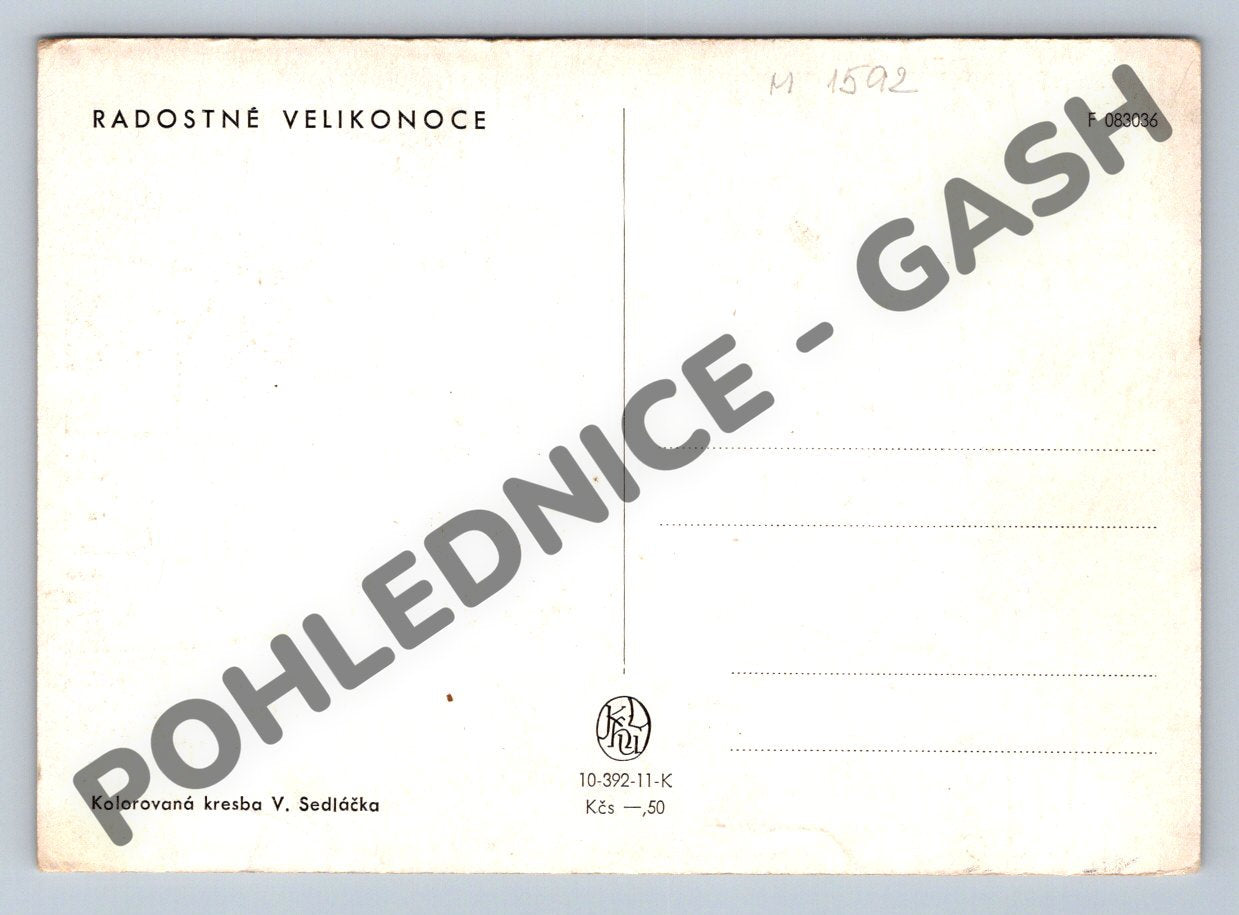 M 1592
RADOSTNÉ VELIKONOCE
F 083036
POHLEDNICE - GASH
10-392-11-K
Kčs —,50
Kolorovaná kresba V. Sedláčka